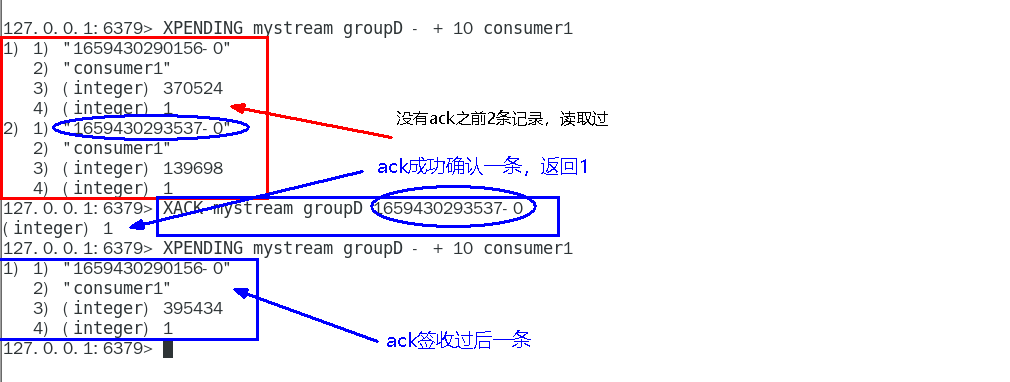 127.0.0.1:6379> XPENDING mystream groupD - + 10 consumer1
1) 1) "1659430290156-0"
2) "consumer1"
3) (integer) 370524
4) (integer) 1
没有ack之前2条记录，读取过
2) 1) "1659430293537-0"
2) "consumer1"
3) (integer) 139698
4) (integer) 1
ack成功确认一条，返回1
127.0.0.1:6379> XACK mystream groupD 1659430293537-0
(integer) 1
127.0.0.1:6379> XPENDING mystream groupD - + 10 consumer1
1) 1) "1659430290156-0"
2) "consumer1"
3) (integer) 395434
4) (integer) 1
ack签收过后一条
127.0.0.1:6379>